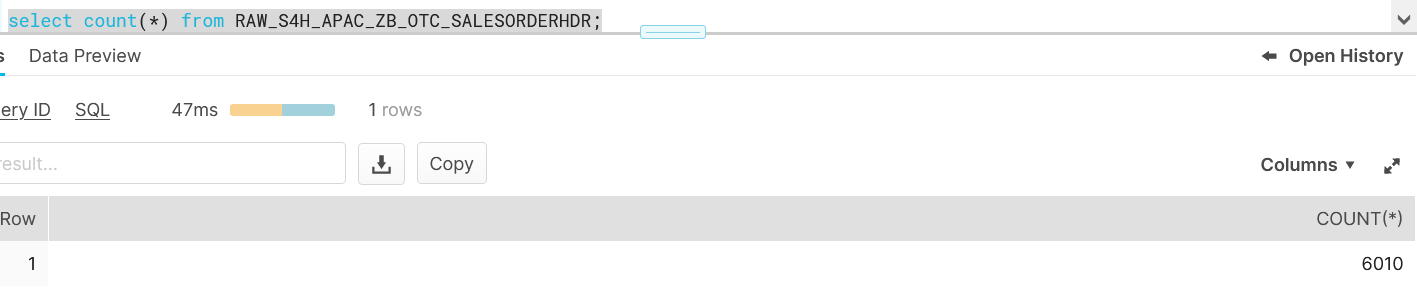 select count(*) from RAW_S4H_APAC_ZB_OTC_SALESORDERHDR;
s Data Preview Open History
ery ID SQL 47ms 1 rows
result... Copy Columns
Row COUNT(*)
1 6010